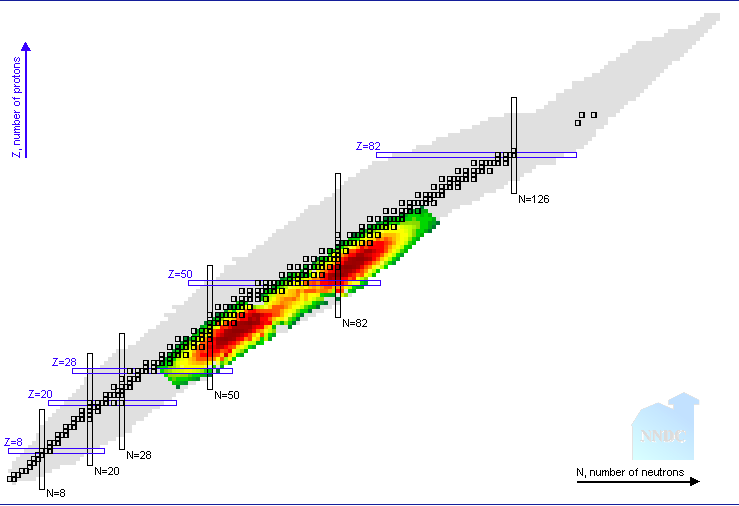 Z, number of protons
Z=82
N=126
Z=50
N=82
Z=28
N=50
Z=20
N=28
Z=8
N=20
N=8
NNDC
N, number of neutrons